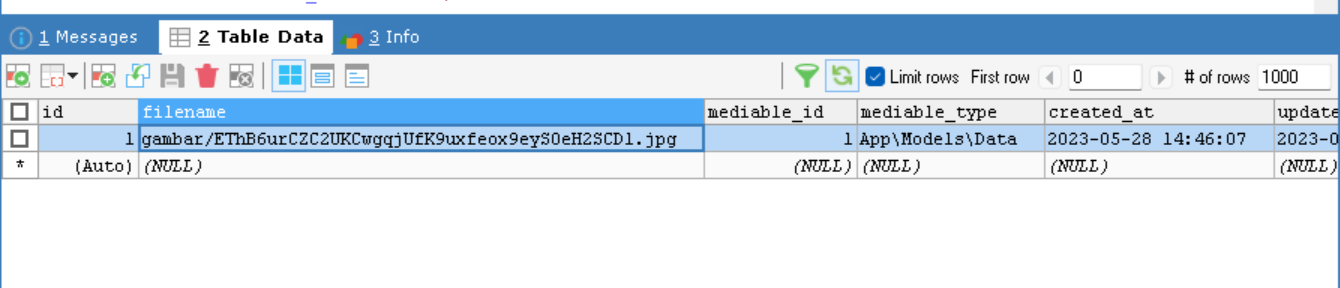 1 Messages 2 Table Data 3 Info
Limit rows First row 0 # of rows 1000
id filename mediable_id mediable_type created_at update
1 gambar/EThB6urCZC2UKCwgqjUfK9uxfeox9eyS0eH2SCDl.jpg 1 App\Models\Data 2023-05-28 14:46:07 2023-0
* (Auto) (NULL) (NULL) (NULL) (NULL) (NULL)